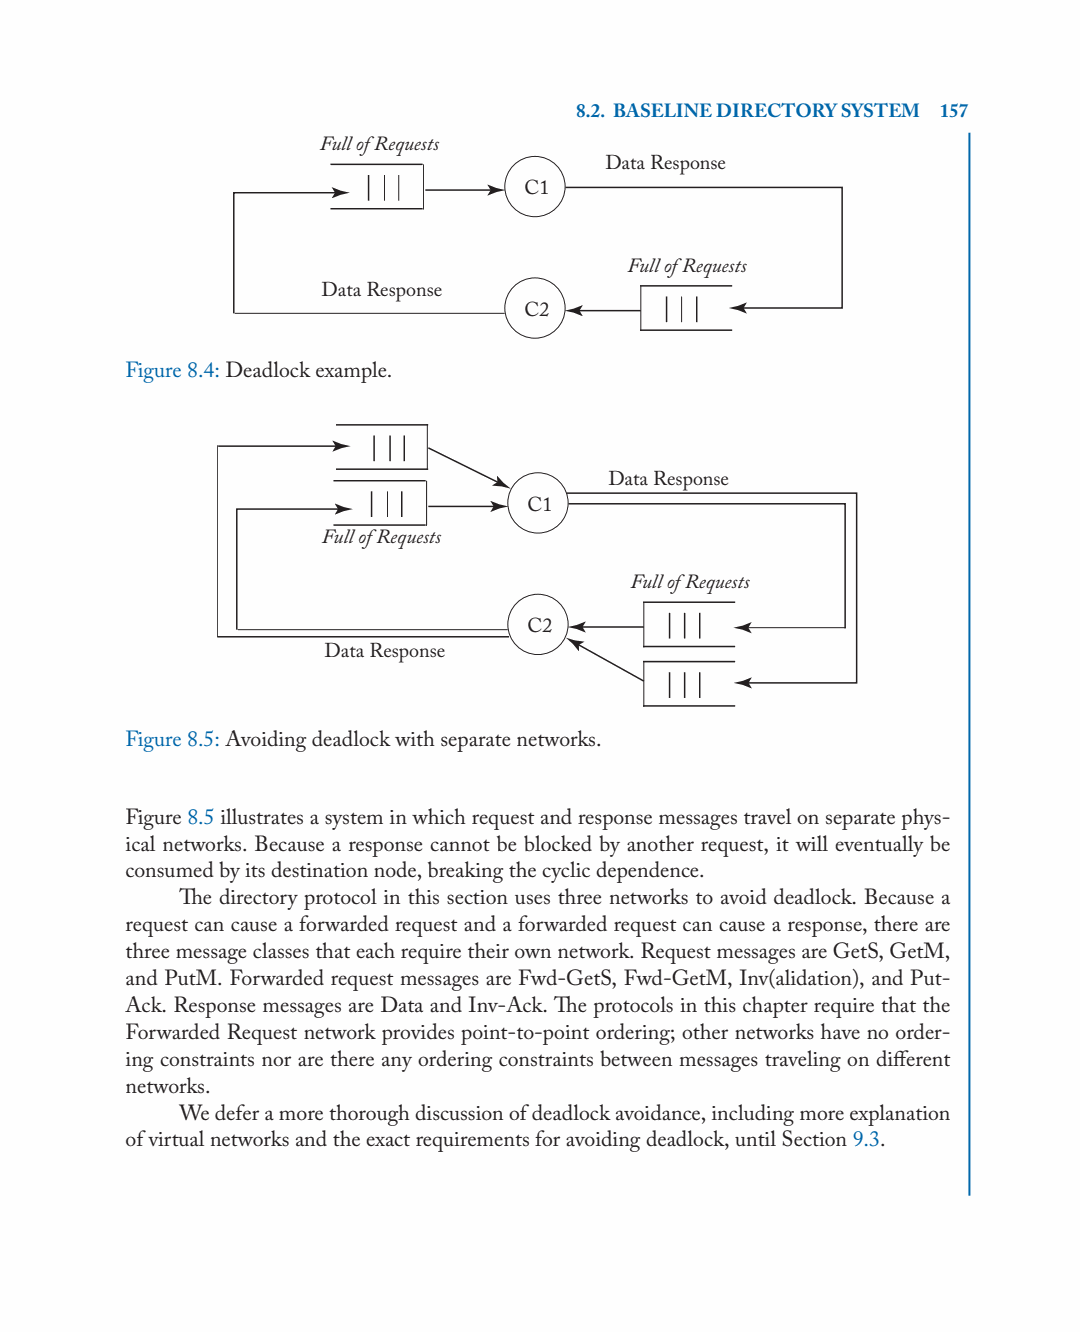 8.2. BASELINE DIRECTORY SYSTEM 157
Full of Requests
Data Response
C1
Full of Requests
Data Response
C2
Figure 8.4: Deadlock example.
Data Response
C1
Full of Requests
Full of Requests
C2
Data Response
Figure 8.5: Avoiding deadlock with separate networks.
Figure 8.5 illustrates a system in which request and response messages travel on separate phys-
ical networks. Because a response cannot be blocked by another request, it will eventually be
consumed by its destination node, breaking the cyclic dependence.
The directory protocol in this section uses three networks to avoid deadlock. Because a
request can cause a forwarded request and a forwarded request can cause a response, there are
three message classes that each require their own network. Request messages are GetS, GetM,
and PutM. Forwarded request messages are Fwd-GetS, Fwd-GetM, Inv(alidation), and Put-
Ack. Response messages are Data and Inv-Ack. The protocols in this chapter require that the
Forwarded Request network provides point-to-point ordering; other networks have no order-
ing constraints nor are there any ordering constraints between messages traveling on different
networks.
We defer a more thorough discussion of deadlock avoidance, including more explanation
of virtual networks and the exact requirements for avoiding deadlock, until Section 9.3.